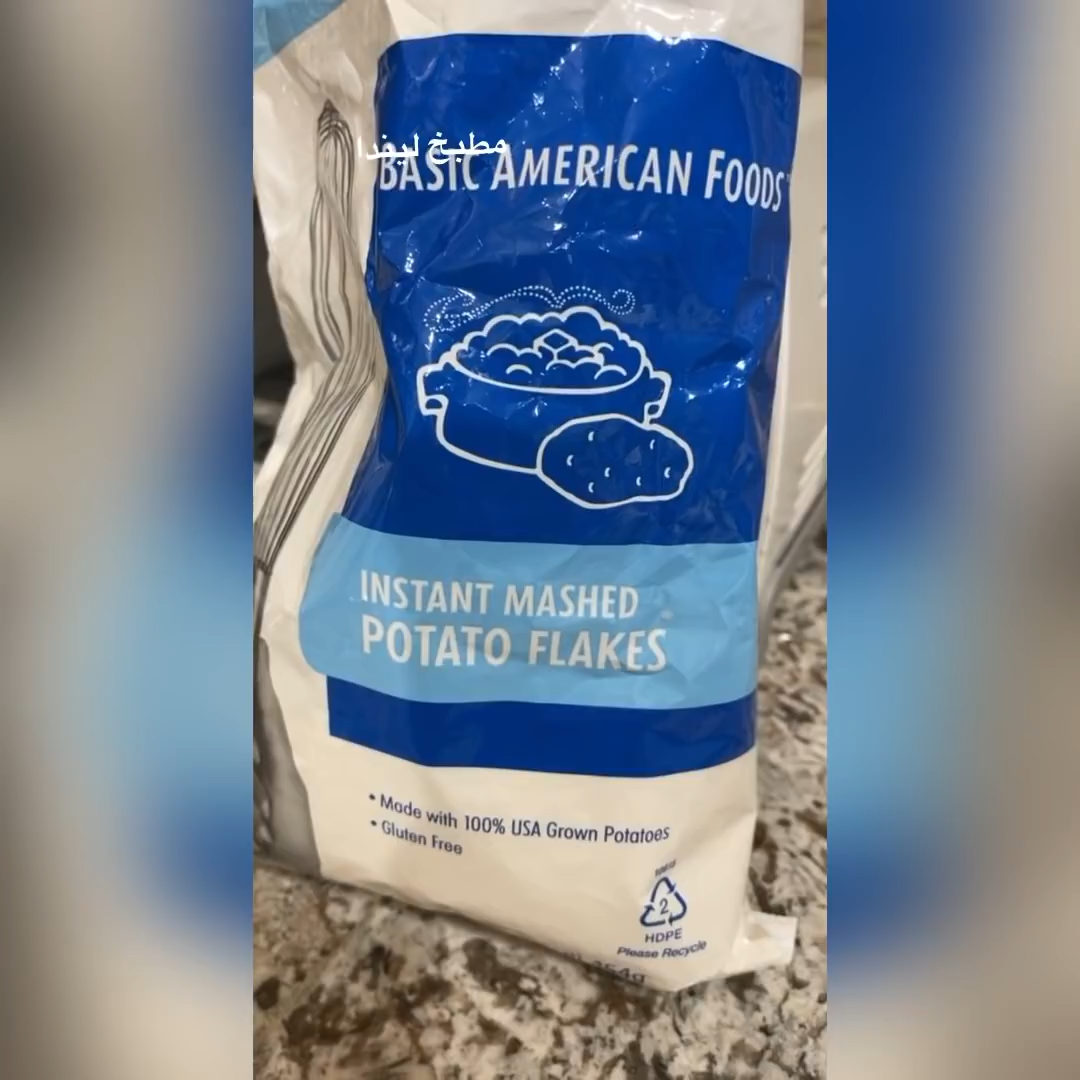 مطبخ ليندا
BASIC AMERICAN FOODS™
INSTANT MASHED
POTATO FLAKES
• Made with 100% USA Grown Potatoes
• Gluten Free
2
HDPE
Please Recycle